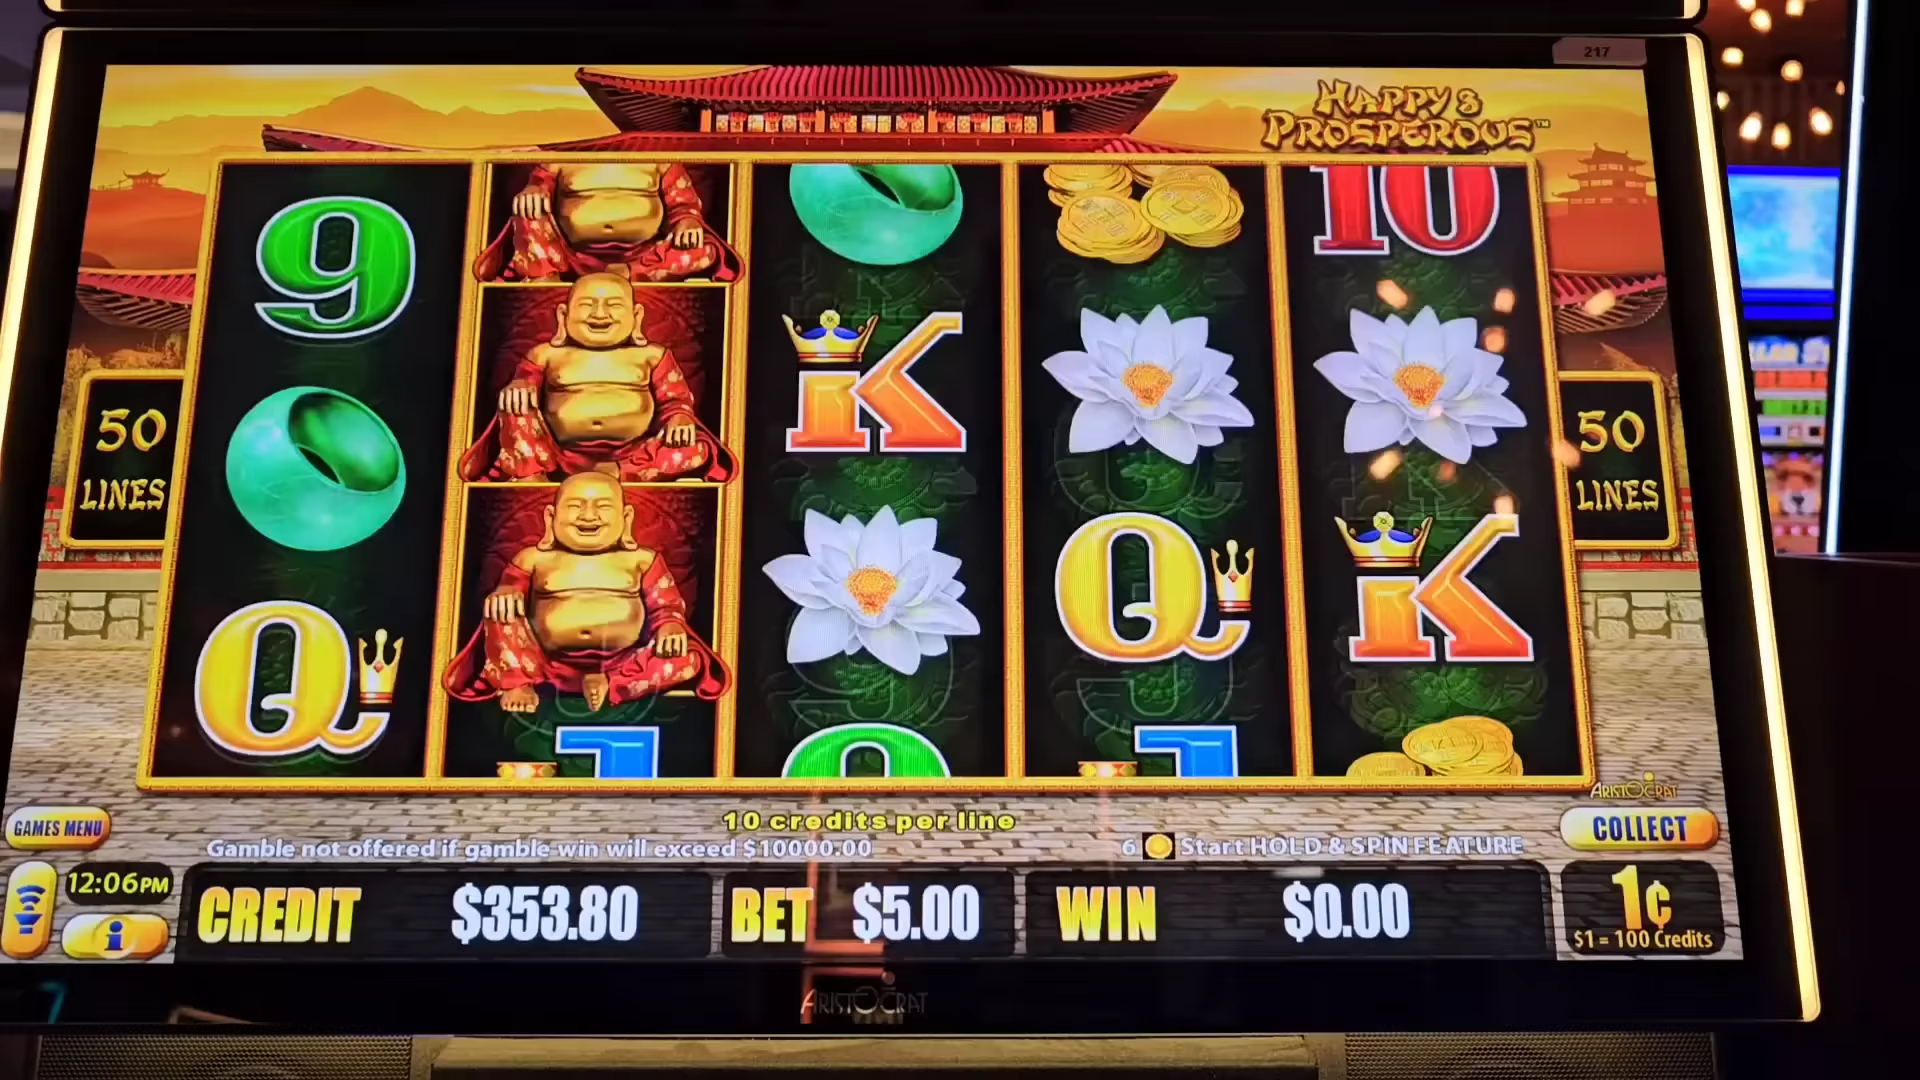 217
HAPPY &
PROSPEROUS™
10
9
K
50
LINES
50
LINES
Q
Q
K
J
9
J
ARISTOCRAT
GAMES MENU
10 credits per line
COLLECT
Gamble not offered if gamble win will exceed $10000.00
6 Start HOLD & SPIN FEATURE
12:06PM
CREDIT $353.80
BET $5.00
WIN $0.00
1¢
$1 = 100 Credits
i
ARISTOCRAT